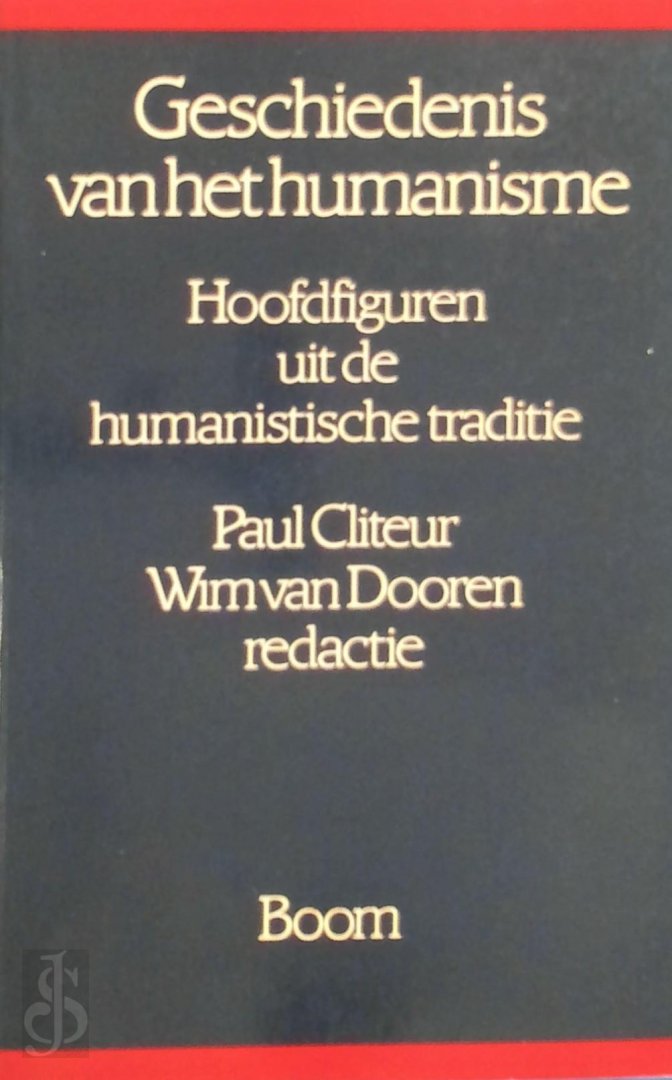 Geschiedenis
van het humanisme
Hoofdfiguren
uit de
humanistische traditie
Paul Cliteur
Wim van Dooren
redactie
Boom